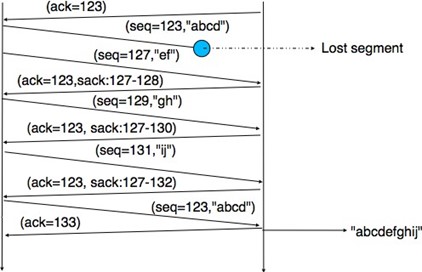 (ack=123)
(seq=123,"abcd")
Lost segment
(seq=127,"ef")
(ack=123,sack:127-128)
(seq=129,"gh")
(ack=123, sack:127-130)
(seq=131,"ij")
(ack=123, sack:127-132)
(seq=123,"abcd")
(ack=133)
"abcdefghij"